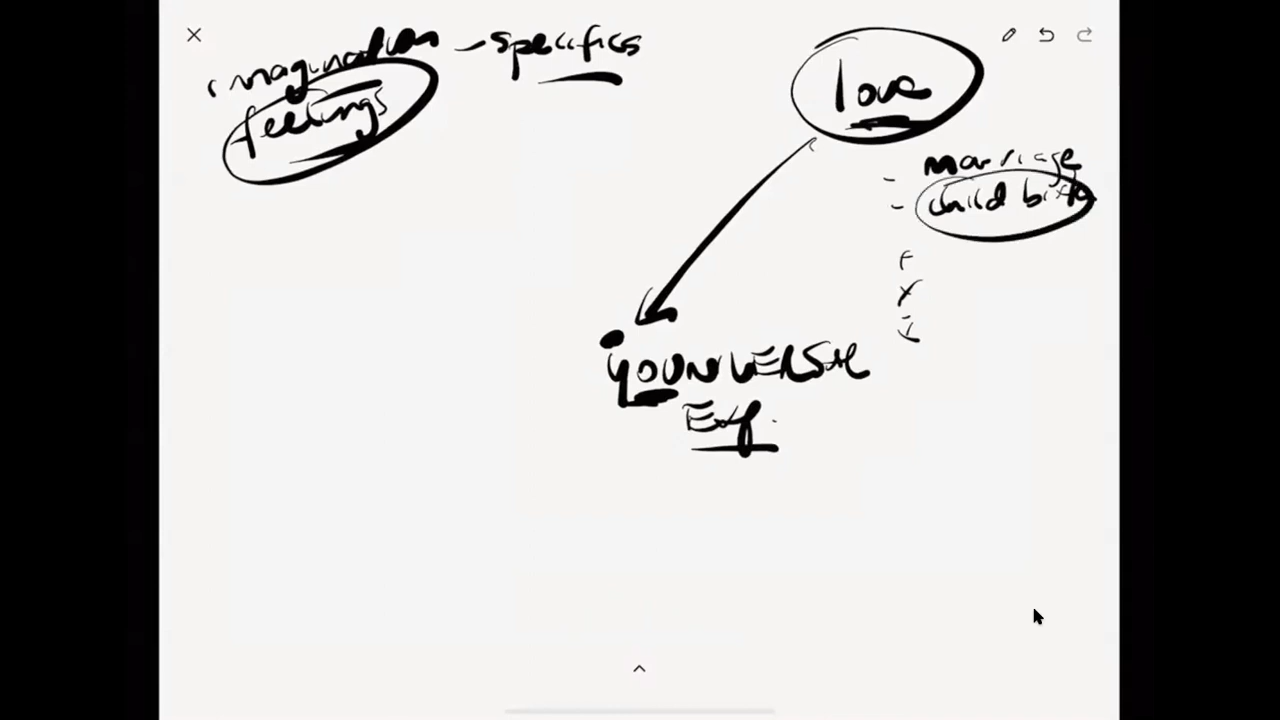 imagination - specifics
feelings
love
- marriage
- child birth
YOUNIVERSE
Exp.